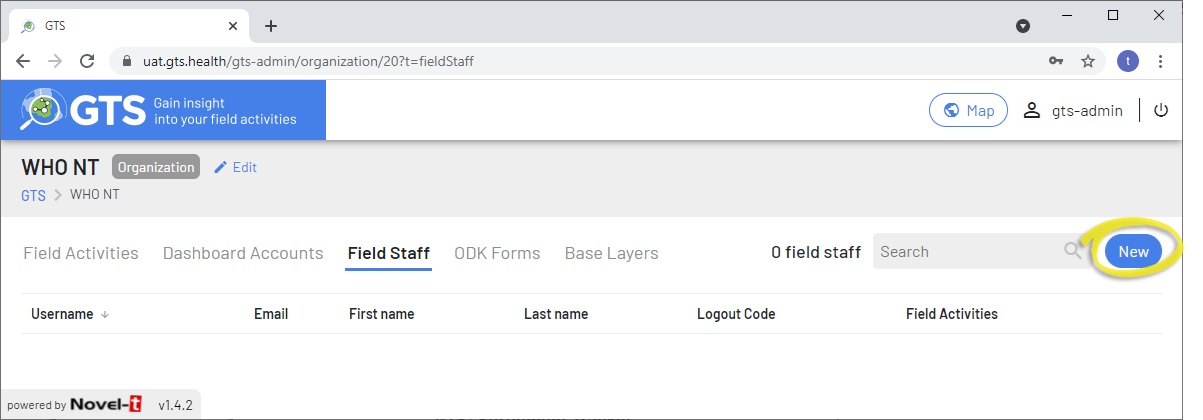 GTS
uat.gts.health/gts-admin/organization/20?t=fieldStaff
t
GTS
Gain insight
into your field activities
Map
gts-admin
WHO NT Organization Edit
GTS WHO NT
Field Activities Dashboard Accounts Field Staff ODK Forms Base Layers 0 field staff Search New
Username Email First name Last name Logout Code Field Activities
powered by Novel-t v1.4.2